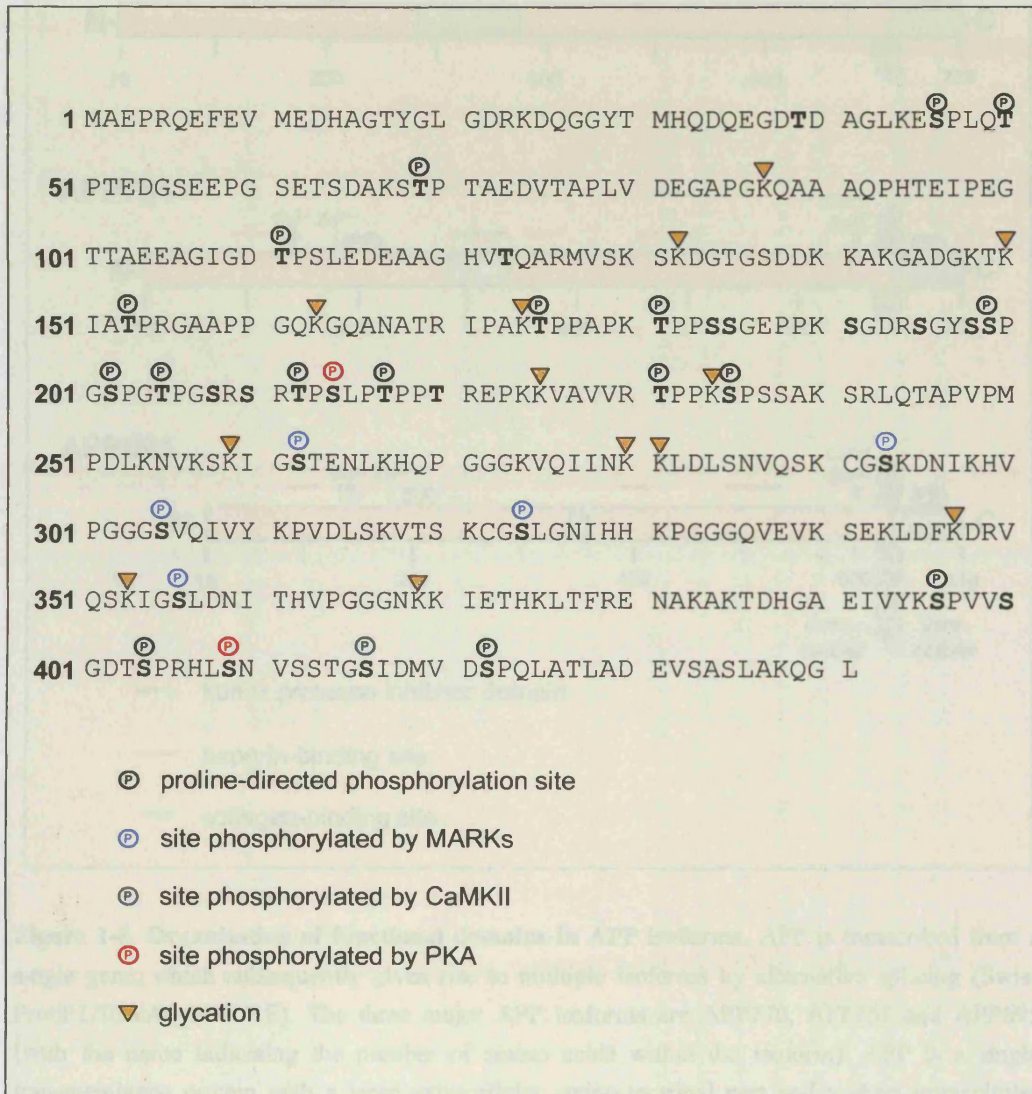 1 MAEPRQEFEV MEDHAGTYGL GDRKDQGGYT MHQDQEGDTD AGLKESPLQT
51 PTEDGSEEPG SETSDAKSTP TAEDVTAPLV DEGAPGKQAA AQPHTEIPEG
101 TTAEEAGIGD TPSLEDEAAG HVTQARMVSK SKDGTGSDDK KAKGADGKTK
151 IATPRGAAPP GQKGQANATR IPAKTPPAPK TPPSSGEPPK SGDRSGYSSP
201 GSPGTPGSRS RTPSLPTPPT REPKKVAVVR TPPKSPSSAK SRLQTAPVPM
251 PDLKNVKSKI GSTENLKHQP GGGKVQIINK KLDLSNVQSK CGSKDNIKHV
301 PGGGSVQIVY KPVDLSKVTS KCGSLGNIHH KPGGGQVEVK SEKLDFKDRV
351 QSKIGSLDNI THVPGGGNKK IETHKLTFRE NAKAKTDHGA EIVYKSPVVS
401 GDTSPRHLSN VSSTGSIDMV DSPQLATLAD EVSASLAKQG L
P proline-directed phosphorylation site
P site phosphorylated by MARKs
P site phosphorylated by CaMKII
P site phosphorylated by PKA
glycation